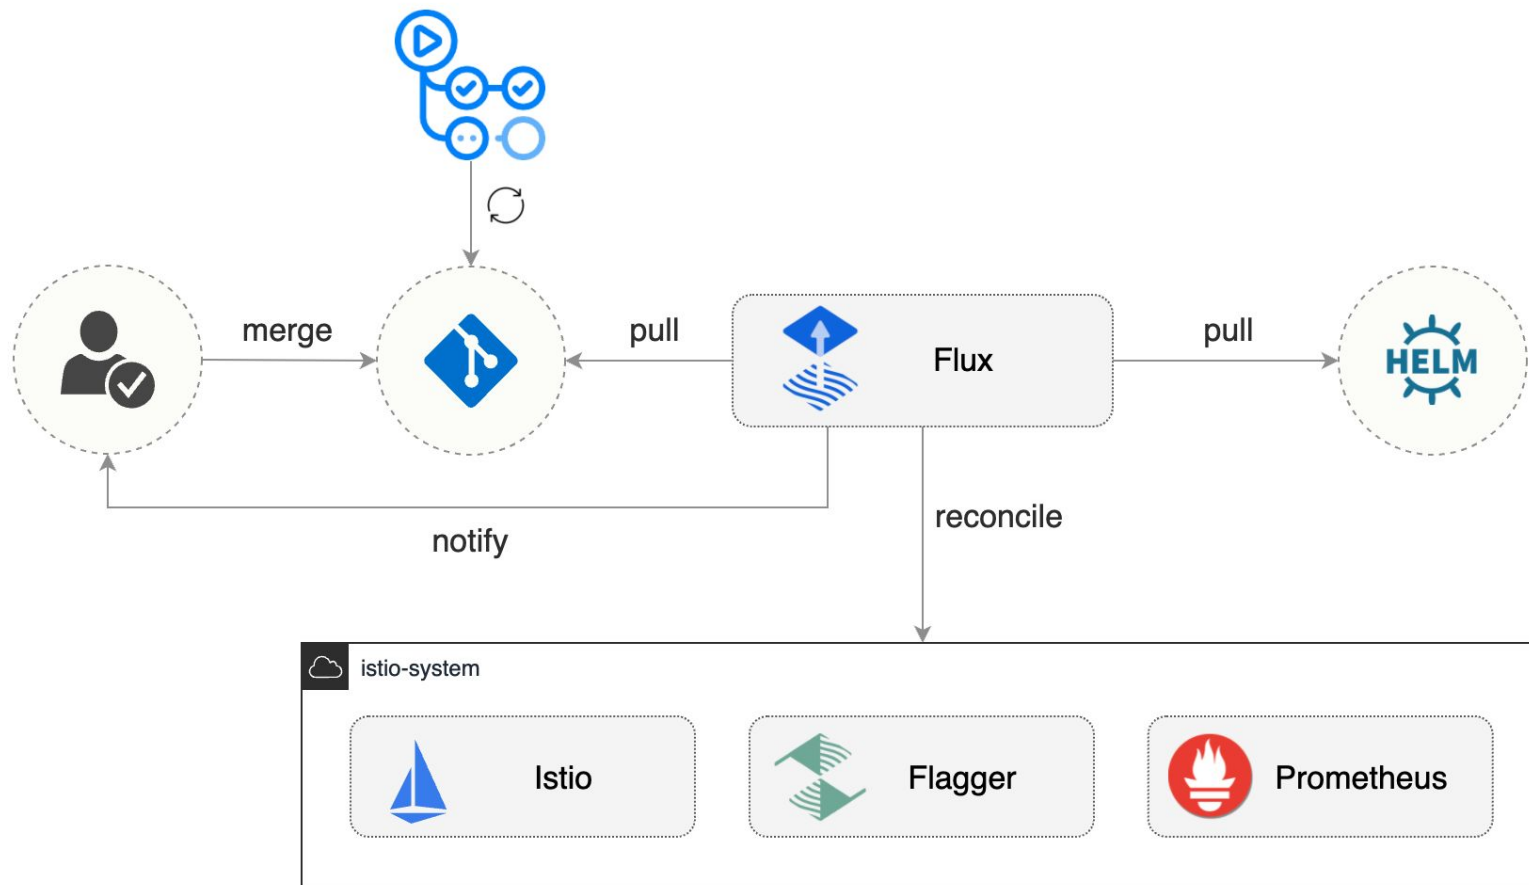 merge
pull
Flux
pull
HELM
notify
reconcile
istio-system
Istio
Flagger
Prometheus